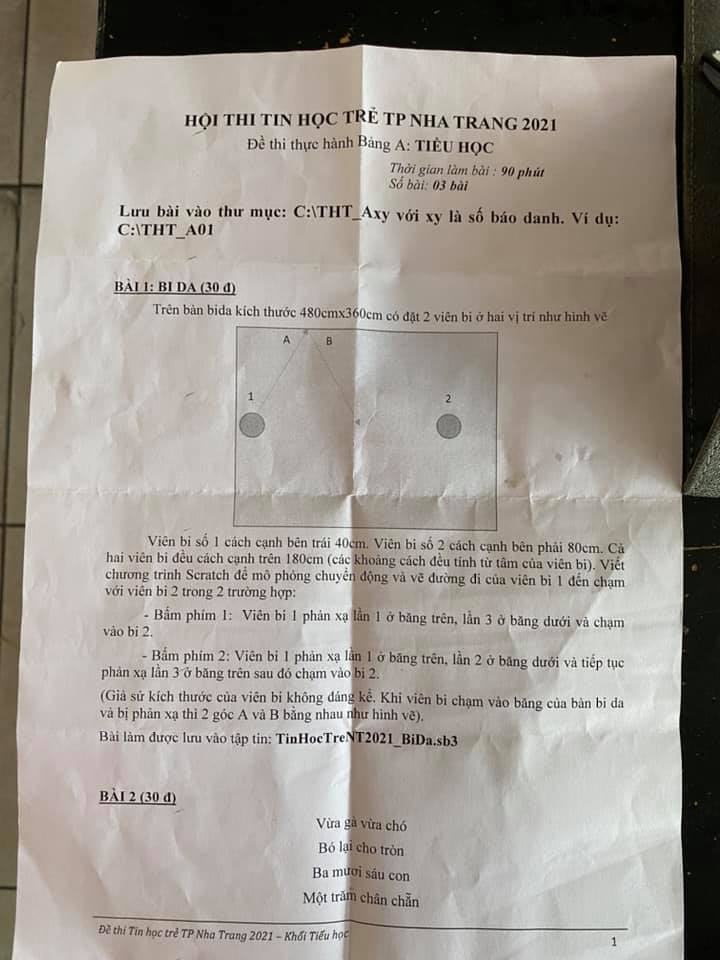 HỘI THI TIN HỌC TRẺ TP NHA TRANG 2021
Đề thi thực hành Bảng A: TIỂU HỌC
Thời gian làm bài : 90 phút
Số bài: 03 bài
Lưu bài vào thư mục: C:\THT_Axy với xy là số báo danh. Ví dụ:
C:\THT_A01
BÀI 1: BI DA (30 đ)
Trên bàn bida kích thước 480cmx360cm có đặt 2 viên bi ở hai vị trí như hình vẽ
A B
1 2
Viên bi số 1 cách cạnh bên trái 40cm. Viên bi số 2 cách cạnh bên phải 80cm. Cả
hai viên bi đều cách cạnh trên 180cm (các khoảng cách đều tính từ tâm của viên bi). Viết
chương trình Scratch để mô phỏng chuyển động và vẽ đường đi của viên bi 1 đến chạm
với viên bi 2 trong 2 trường hợp:
- Bấm phím 1: Viên bi 1 phản xạ lần 1 ở băng trên, lần 3 ở băng dưới và chạm
vào bi 2.
- Bấm phím 2: Viên bi 1 phản xạ lần 1 ở băng trên, lần 2 ở băng dưới và tiếp tục
phản xạ lần 3 ở băng trên sau đó chạm vào bi 2.
(Giả sử kích thước của viên bi không đáng kể. Khi viên bi chạm vào băng của bàn bi da
và bị phản xạ thì 2 góc A và B bằng nhau như hình vẽ).
Bài làm được lưu vào tập tin: TinHocTreNT2021_BiDa.sb3
BÀI 2 (30 đ)
Vừa gà vừa chó
Bó lại cho tròn
Ba mươi sáu con
Một trăm chân chẵn
Đề thi Tin học trẻ TP Nha Trang 2021 – Khối Tiểu học
1